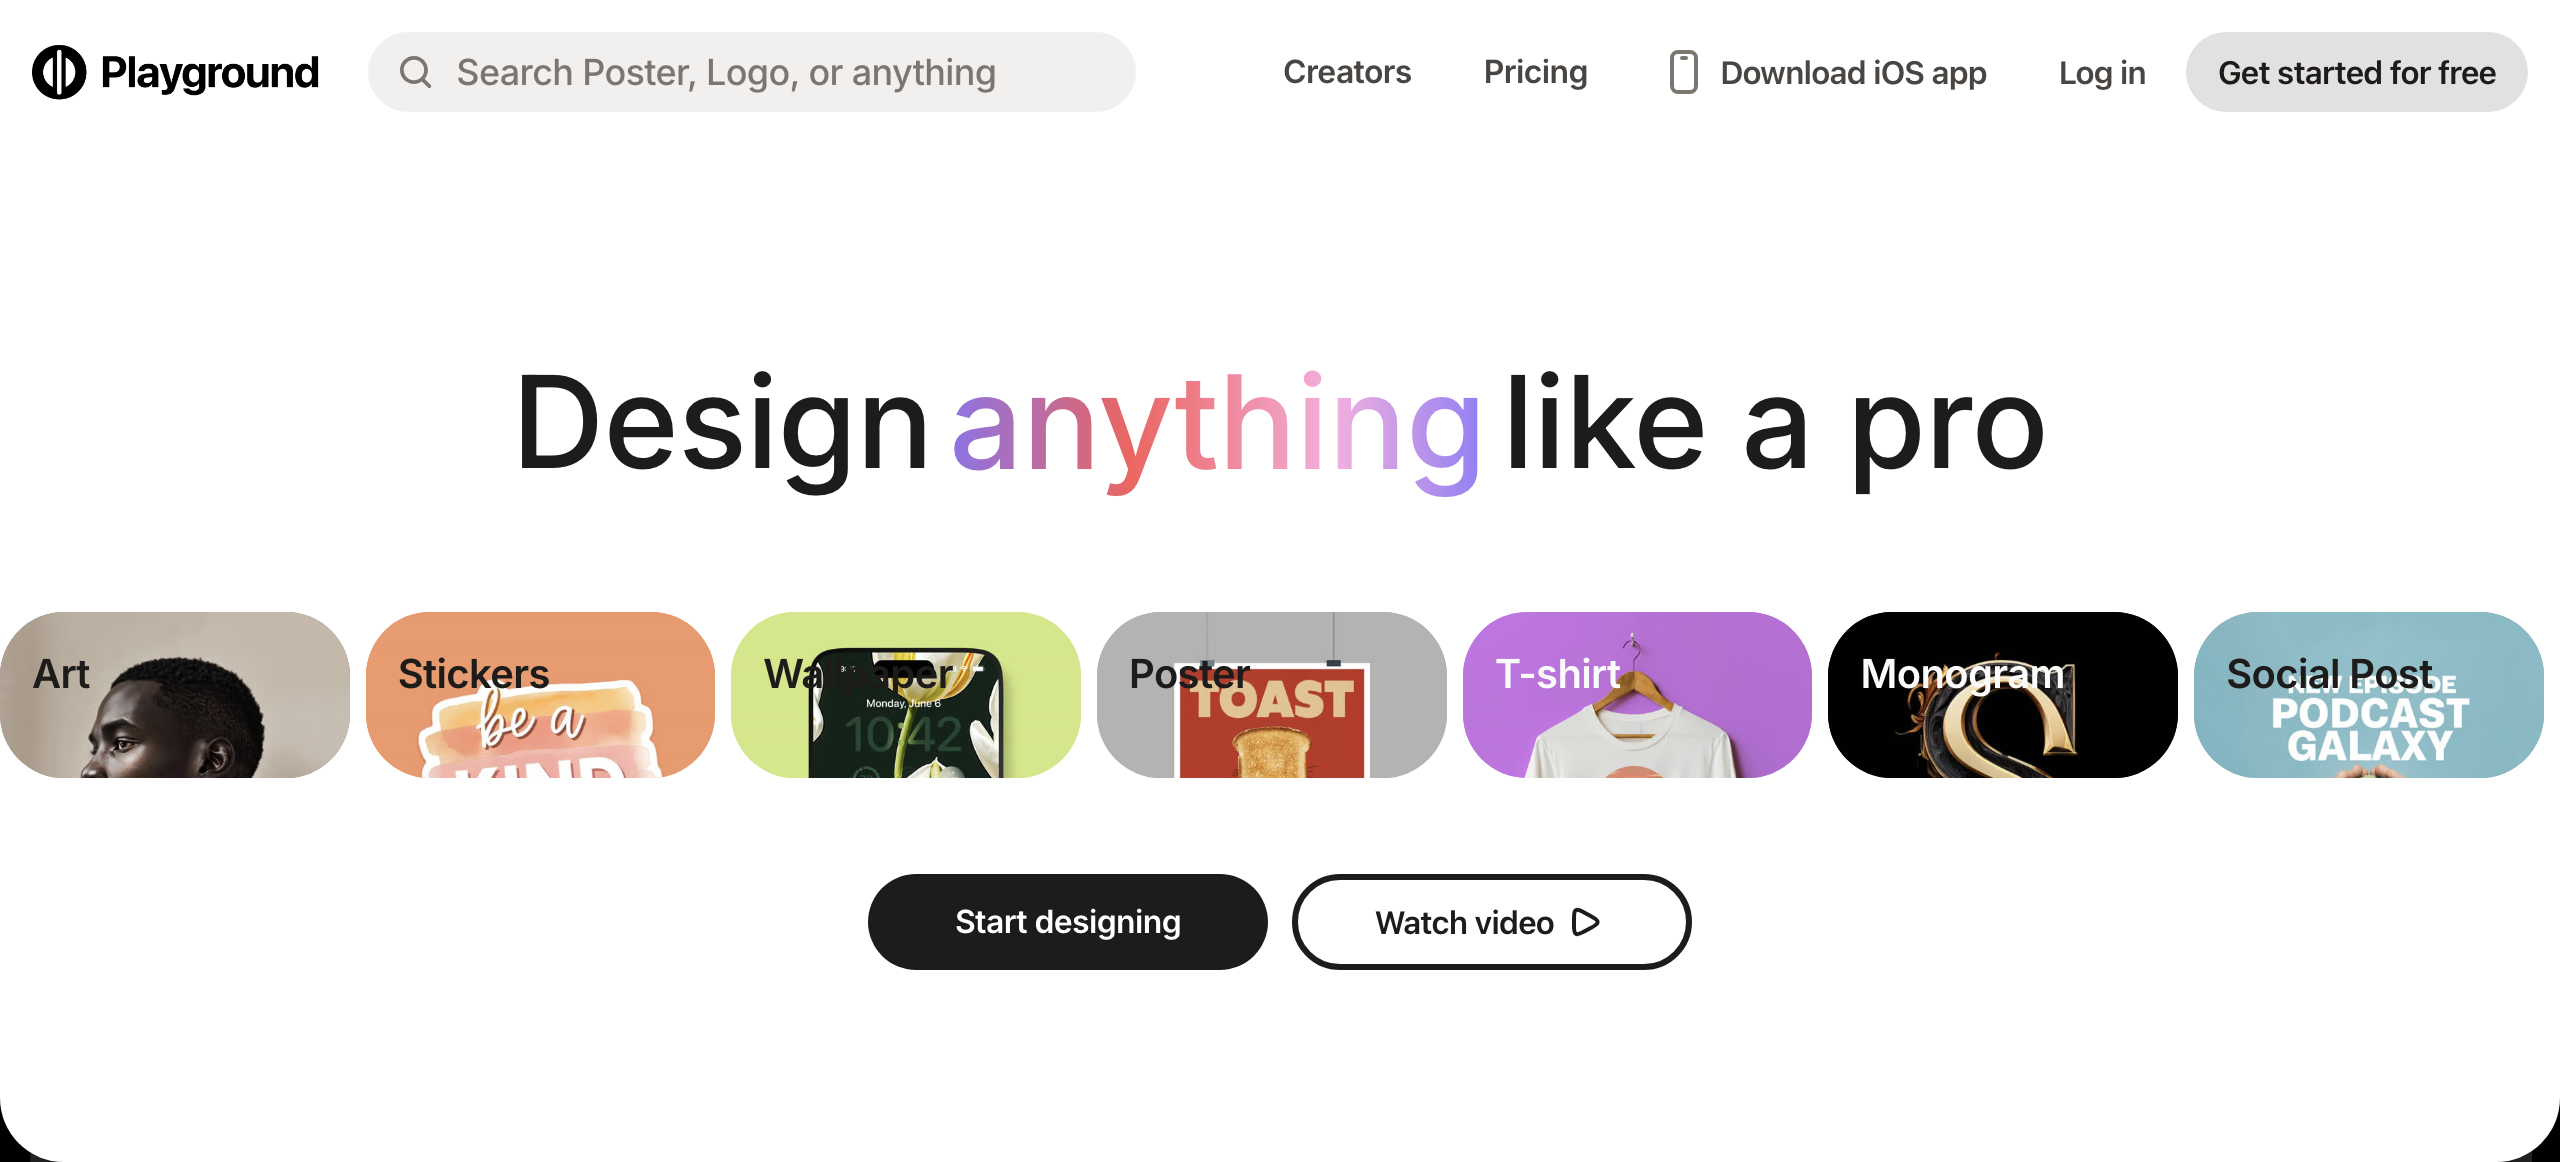 Playground
Search Poster, Logo, or anything
Creators
Pricing
Download iOS app
Log in
Get started for free
Design anything like a pro
Art
be a
KIND
Stickers
Wallpaper
Monday, June 6
10:42
Poster
TOAST
T-shirt
Monogram
S
Social Post
NEW EPISODE
PODCAST
GALAXY
Start designing
Watch video